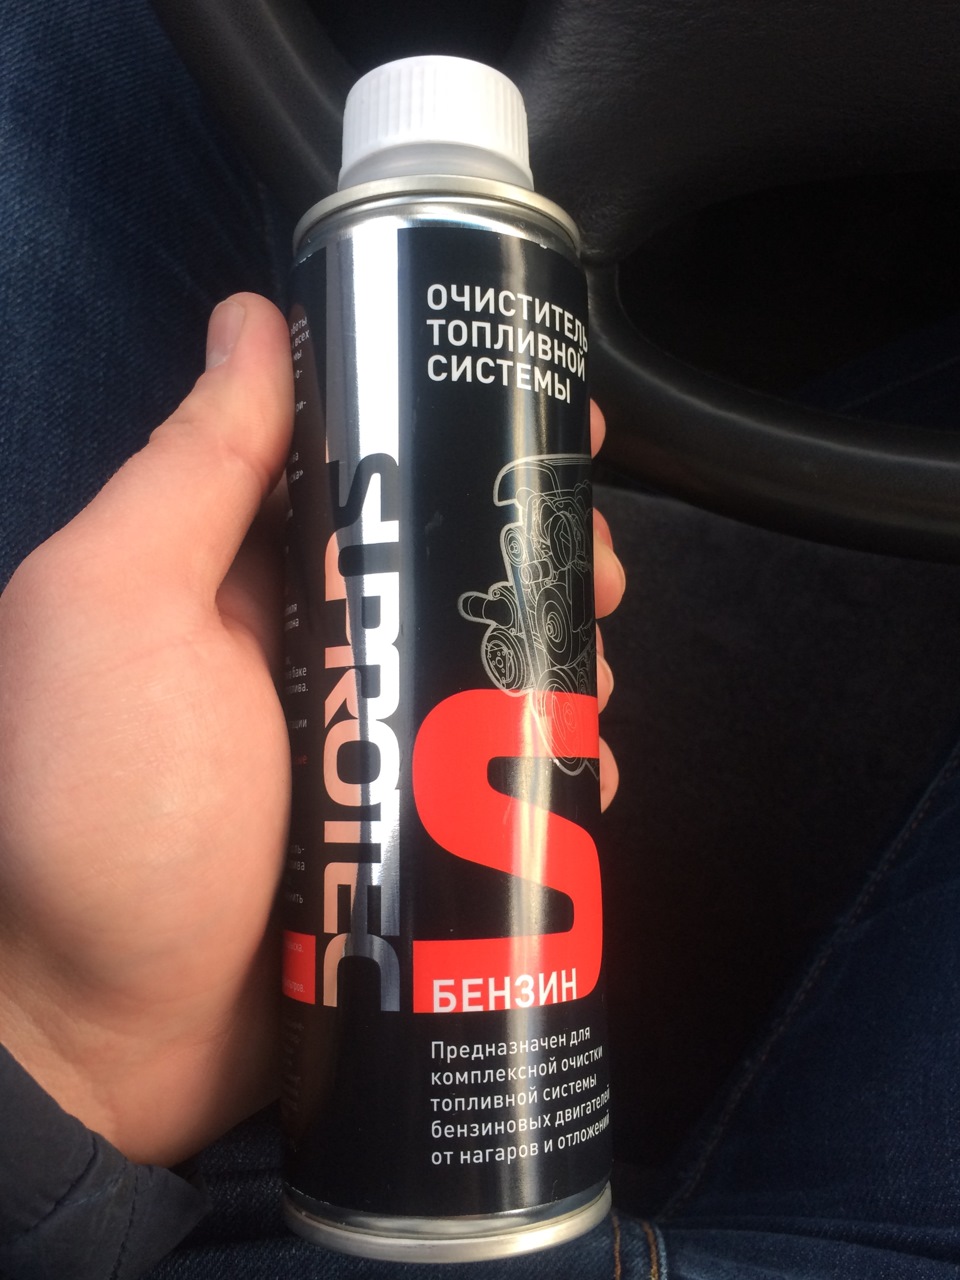 ОЧИСТИТЕЛЬ
ТОПЛИВНОЙ
СИСТЕМЫ
SUPROTEC
БЕНЗИН
Предназначен для
комплексной очистки
топливной системы
бензиновых двигателей
от нагаров и отложений